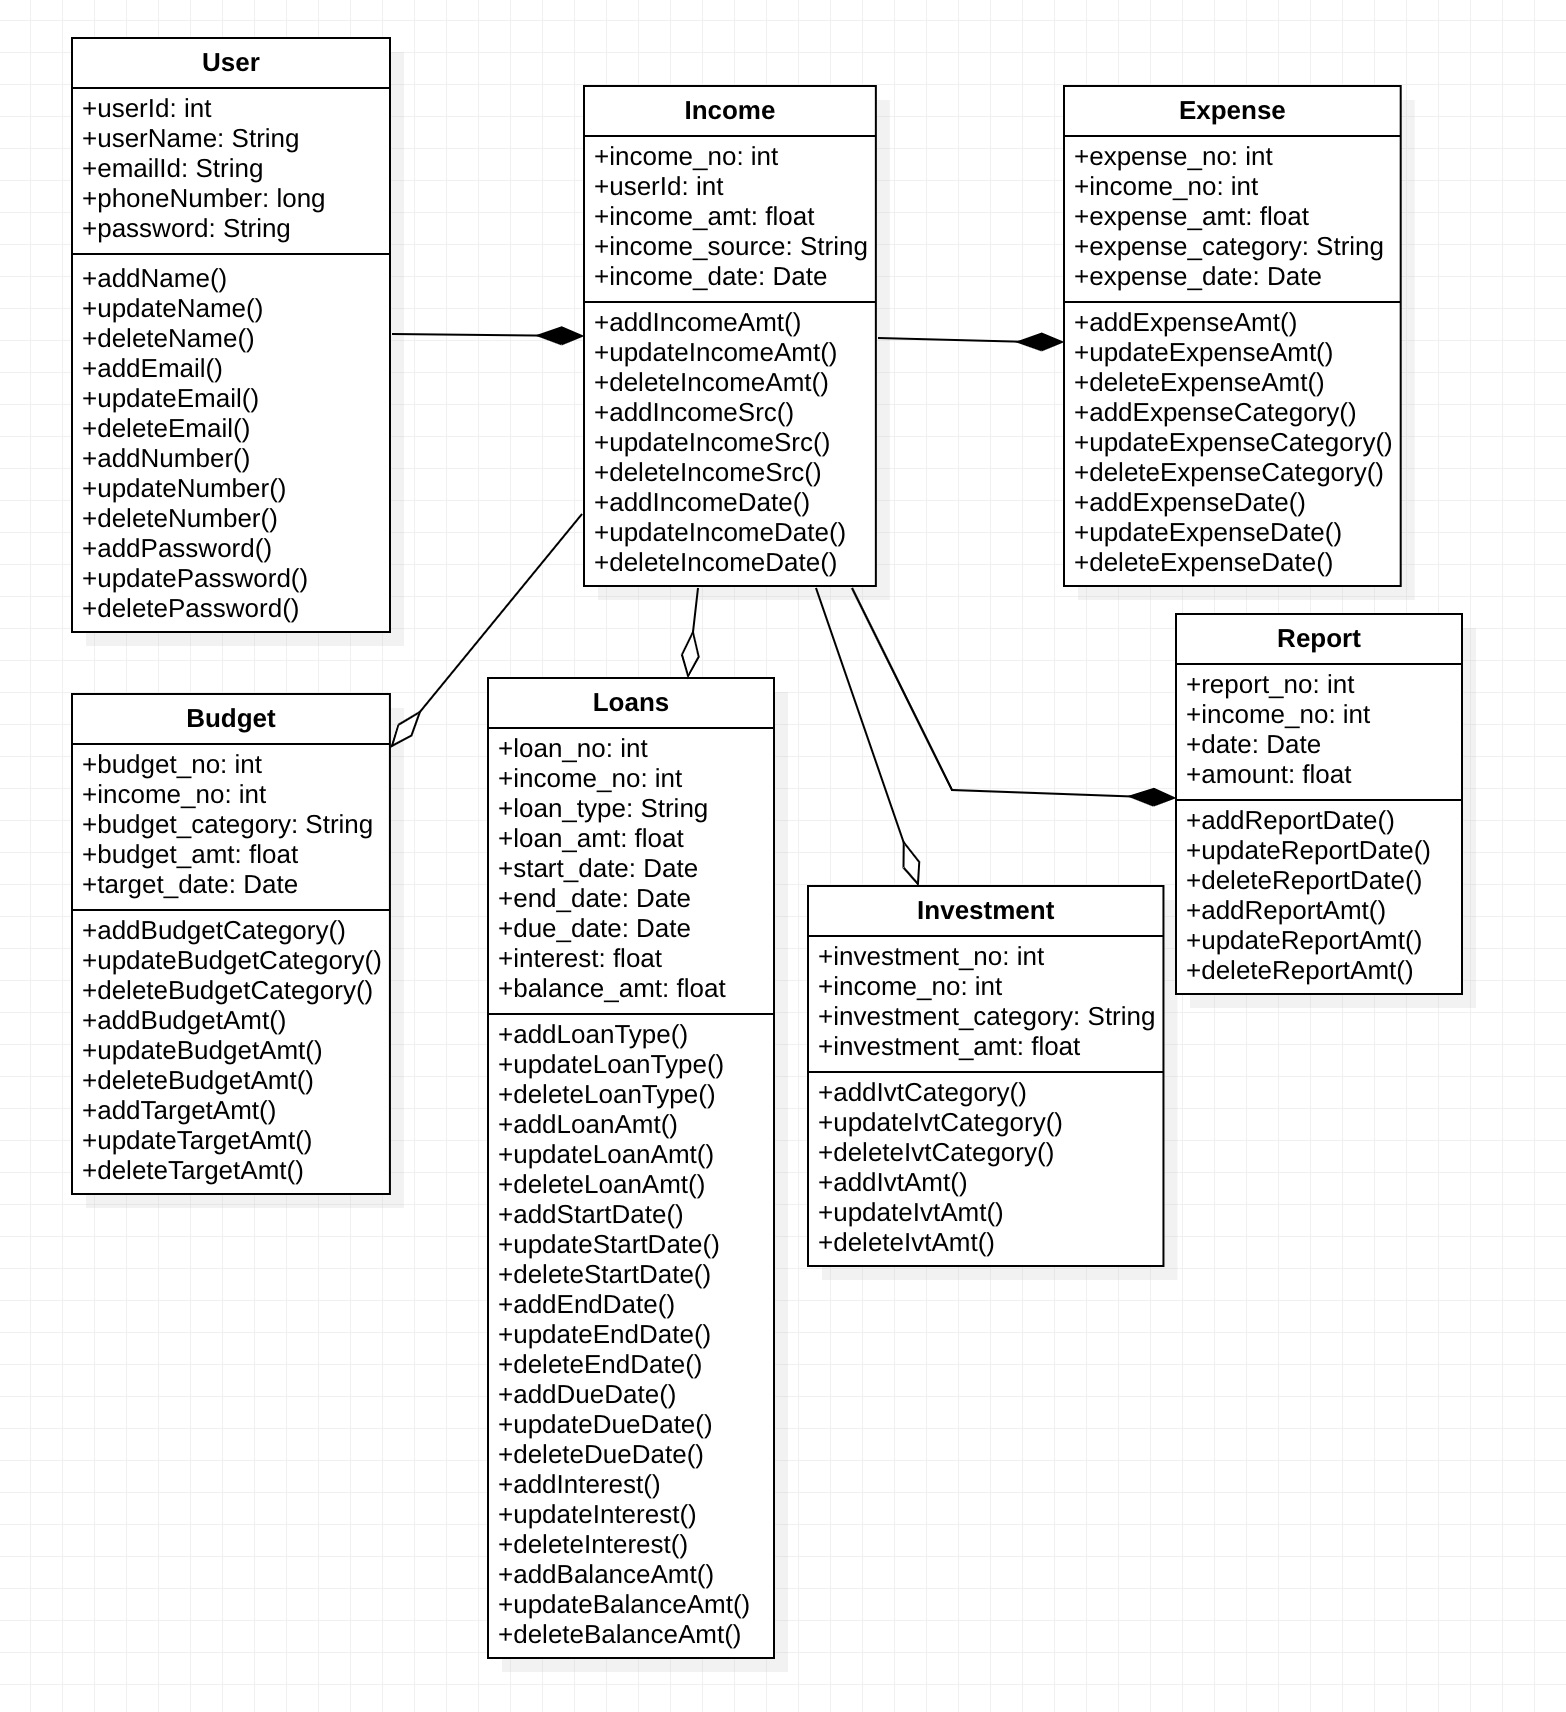 User
+userId: int
+userName: String
+emailId: String
+phoneNumber: long
+password: String
+addName()
+updateName()
+deleteName()
+addEmail()
+updateEmail()
+deleteEmail()
+addNumber()
+updateNumber()
+deleteNumber()
+addPassword()
+updatePassword()
+deletePassword()
Income
+income_no: int
+userId: int
+income_amt: float
+income_source: String
+income_date: Date
+addIncomeAmt()
+updateIncomeAmt()
+deleteIncomeAmt()
+addIncomeSrc()
+updateIncomeSrc()
+deleteIncomeSrc()
+addIncomeDate()
+updateIncomeDate()
+deleteIncomeDate()
Expense
+expense_no: int
+income_no: int
+expense_amt: float
+expense_category: String
+expense_date: Date
+addExpenseAmt()
+updateExpenseAmt()
+deleteExpenseAmt()
+addExpenseCategory()
+updateExpenseCategory()
+deleteExpenseCategory()
+addExpenseDate()
+updateExpenseDate()
+deleteExpenseDate()
Budget
+budget_no: int
+income_no: int
+budget_category: String
+budget_amt: float
+target_date: Date
+addBudgetCategory()
+updateBudgetCategory()
+deleteBudgetCategory()
+addBudgetAmt()
+updateBudgetAmt()
+deleteBudgetAmt()
+addTargetAmt()
+updateTargetAmt()
+deleteTargetAmt()
Loans
+loan_no: int
+income_no: int
+loan_type: String
+loan_amt: float
+start_date: Date
+end_date: Date
+due_date: Date
+interest: float
+balance_amt: float
+addLoanType()
+updateLoanType()
+deleteLoanType()
+addLoanAmt()
+updateLoanAmt()
+deleteLoanAmt()
+addStartDate()
+updateStartDate()
+deleteStartDate()
+addEndDate()
+updateEndDate()
+deleteEndDate()
+addDueDate()
+updateDueDate()
+deleteDueDate()
+addInterest()
+updateInterest()
+deleteInterest()
+addBalanceAmt()
+updateBalanceAmt()
+deleteBalanceAmt()
Investment
+investment_no: int
+income_no: int
+investment_category: String
+investment_amt: float
+addIvtCategory()
+updateIvtCategory()
+deleteIvtCategory()
+addIvtAmt()
+updateIvtAmt()
+deleteIvtAmt()
Report
+report_no: int
+income_no: int
+date: Date
+amount: float
+addReportDate()
+updateReportDate()
+deleteReportDate()
+addReportAmt()
+updateReportAmt()
+deleteReportAmt()